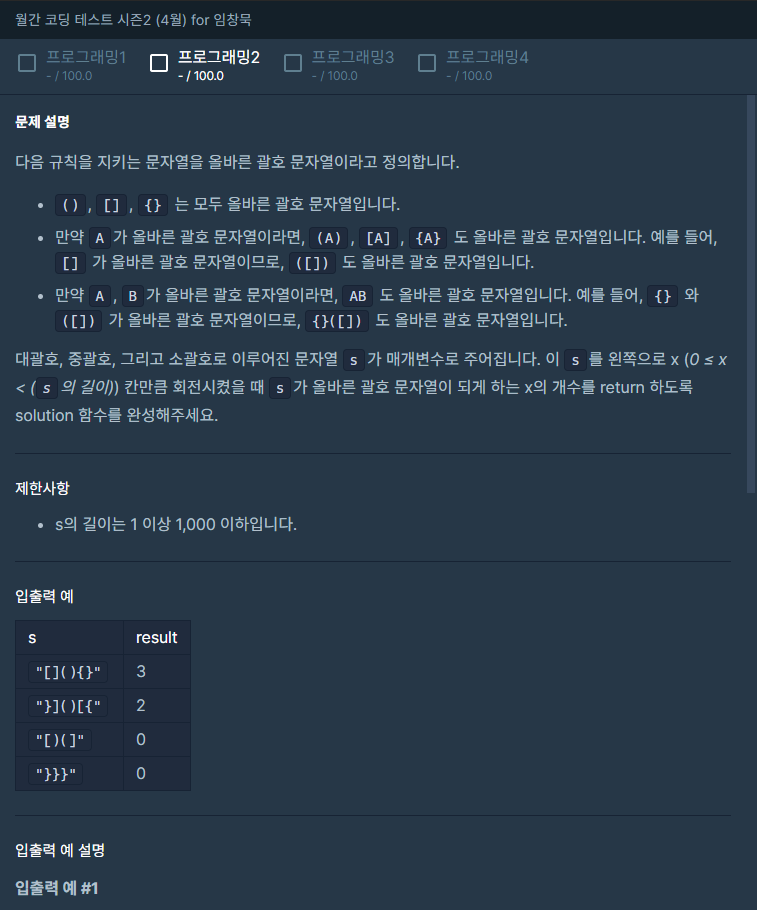 월간 코딩 테스트 시즌2 (4월) for 임창묵
프로그래밍1 프로그래밍2 프로그래밍3 프로그래밍4
- / 100.0 - / 100.0 - / 100.0 - / 100.0
문제 설명
다음 규칙을 지키는 문자열을 올바른 괄호 문자열이라고 정의합니다.
• (), [], {} 는 모두 올바른 괄호 문자열입니다.
• 만약 A가 올바른 괄호 문자열이라면, (A), [A], {A} 도 올바른 괄호 문자열입니다. 예를 들어,
[] 가 올바른 괄호 문자열이므로, ([]) 도 올바른 괄호 문자열입니다.
• 만약 A, B가 올바른 괄호 문자열이라면, AB 도 올바른 괄호 문자열입니다. 예를 들어, {} 와
([]) 가 올바른 괄호 문자열이므로, {}([]) 도 올바른 괄호 문자열입니다.
대괄호, 중괄호, 그리고 소괄호로 이루어진 문자열 s가 매개변수로 주어집니다. 이 s를 왼쪽으로 x (0 ≤ x
< (s의 길이)) 칸만큼 회전시켰을 때 s가 올바른 괄호 문자열이 되게 하는 x의 개수를 return 하도록
solution 함수를 완성해주세요.
제한사항
• s의 길이는 1 이상 1,000 이하입니다.
입출력 예
s result
"[](){}" 3
"}]()[{" 2
"[)(]" 0
"}}}" 0
입출력 예 설명
입출력 예 #1